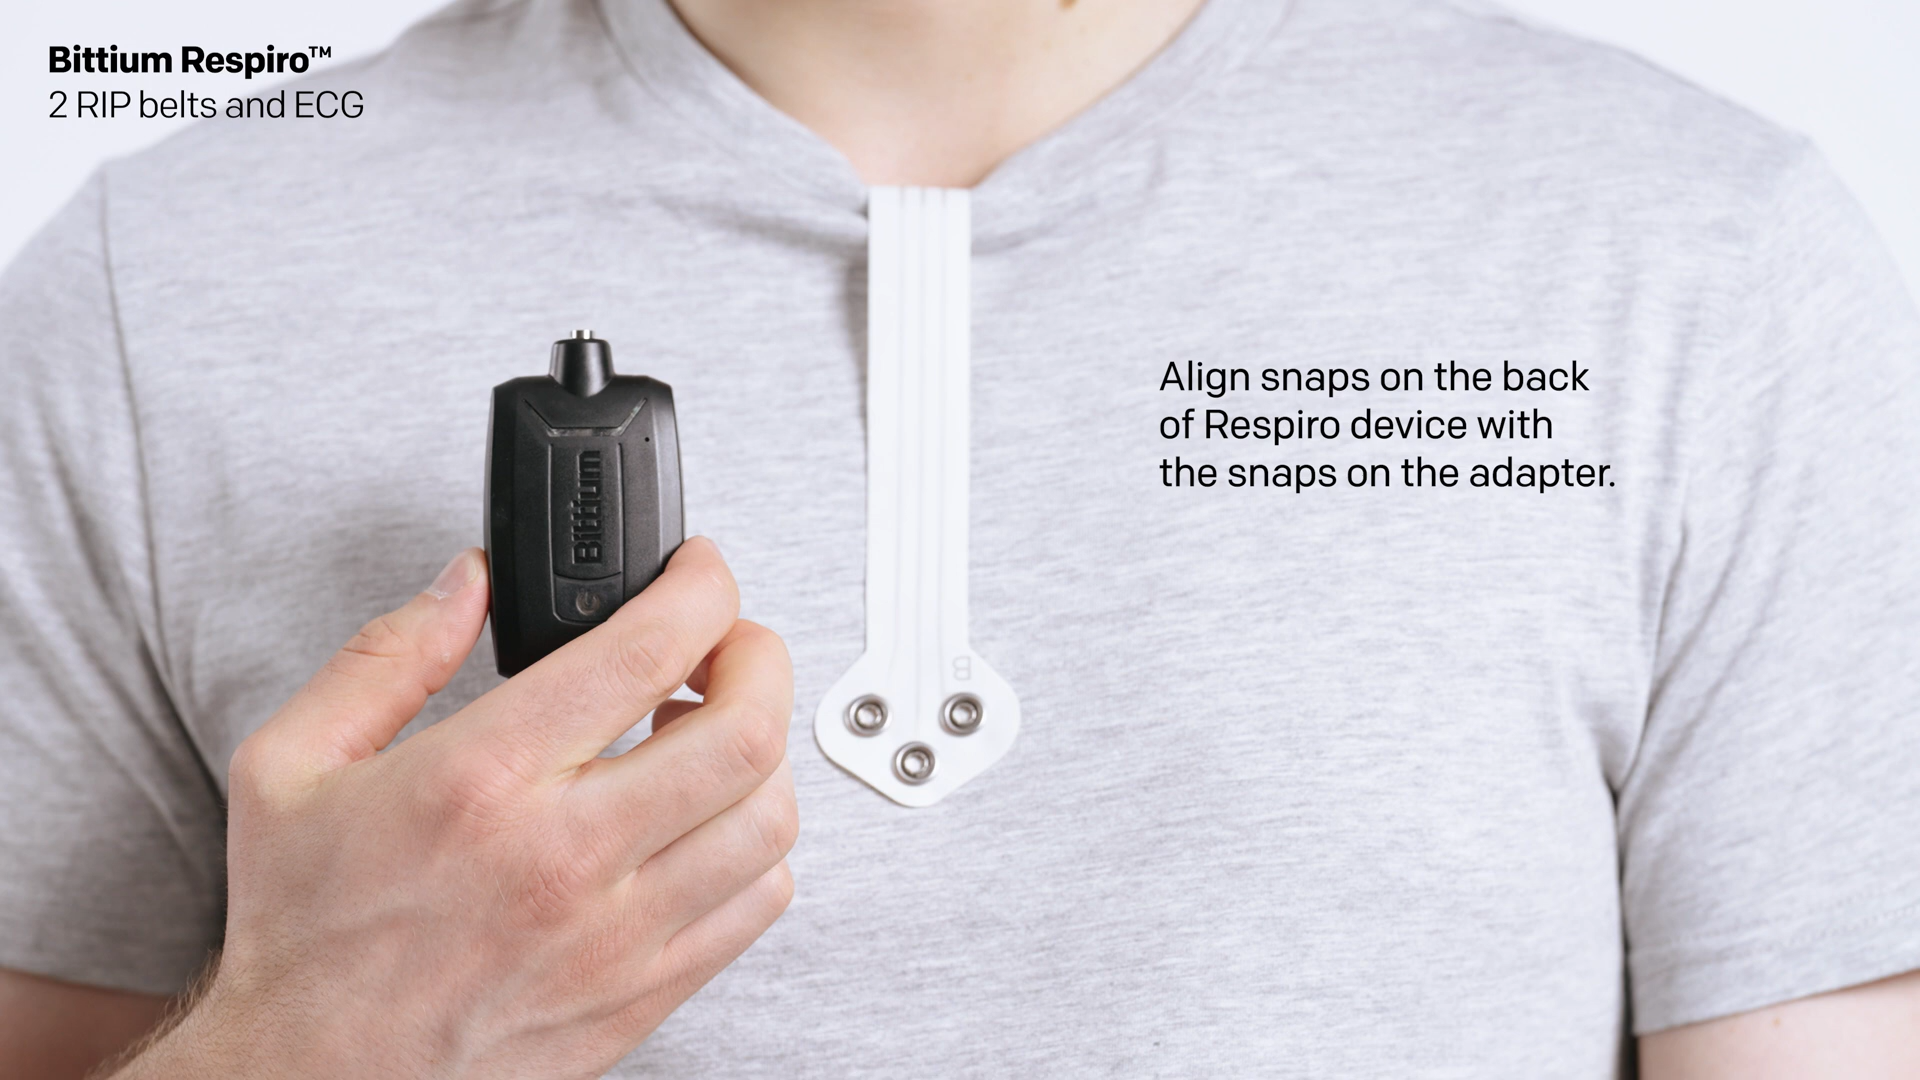 Bittium Respiro™
2 RIP belts and ECG
Align snaps on the back
of Respiro device with
the snaps on the adapter.
Bittium
B